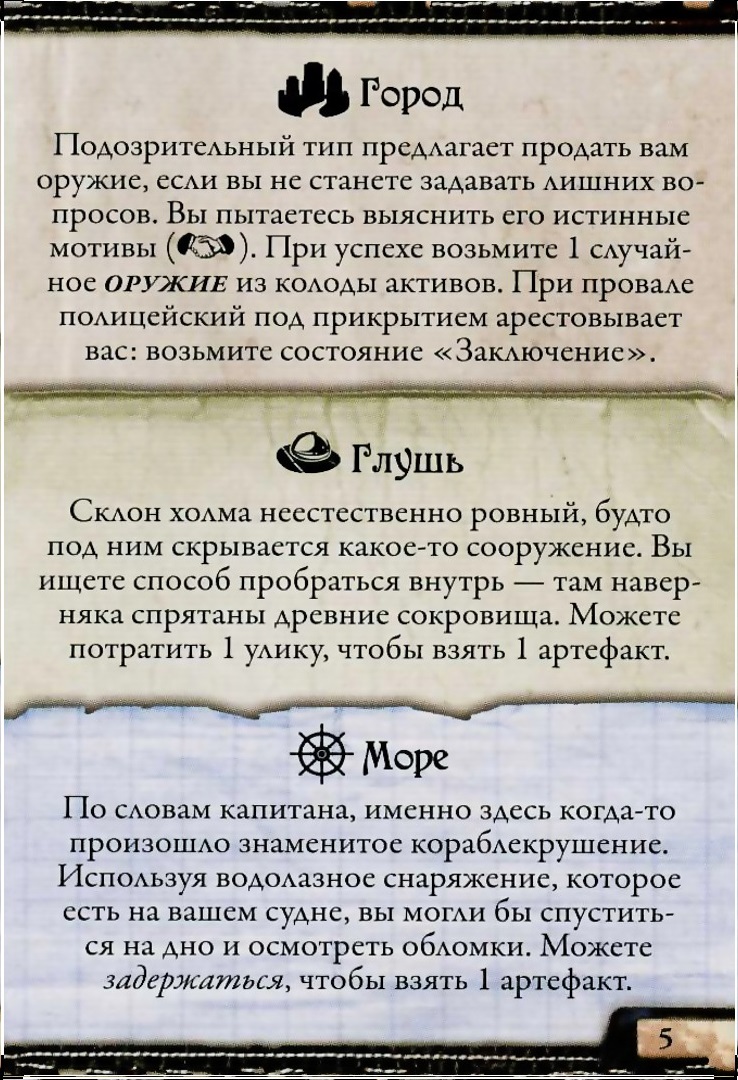 Город
Подозрительный тип предлагает продать вам
оружие, если вы не станете задавать лишних во-
просов. Вы пытаетесь выяснить его истинные
мотивы ( ). При успехе возьмите 1 случай-
ное ОРУЖИЕ из колоды активов. При провале
полицейский под прикрытием арестовывает
вас: возьмите состояние «Заключение».
Глушь
Склон холма неестественно ровный, будто
под ним скрывается какое-то сооружение. Вы
ищете способ пробраться внутрь — там навер-
няка спрятаны древние сокровища. Можете
потратить 1 улику, чтобы взять 1 артефакт.
Море
По словам капитана, именно здесь когда-то
произошло знаменитое кораблекрушение.
Используя водолазное снаряжение, которое
есть на вашем судне, вы могли бы спустить-
ся на дно и осмотреть обломки. Можете
задержаться, чтобы взять 1 артефакт.
5